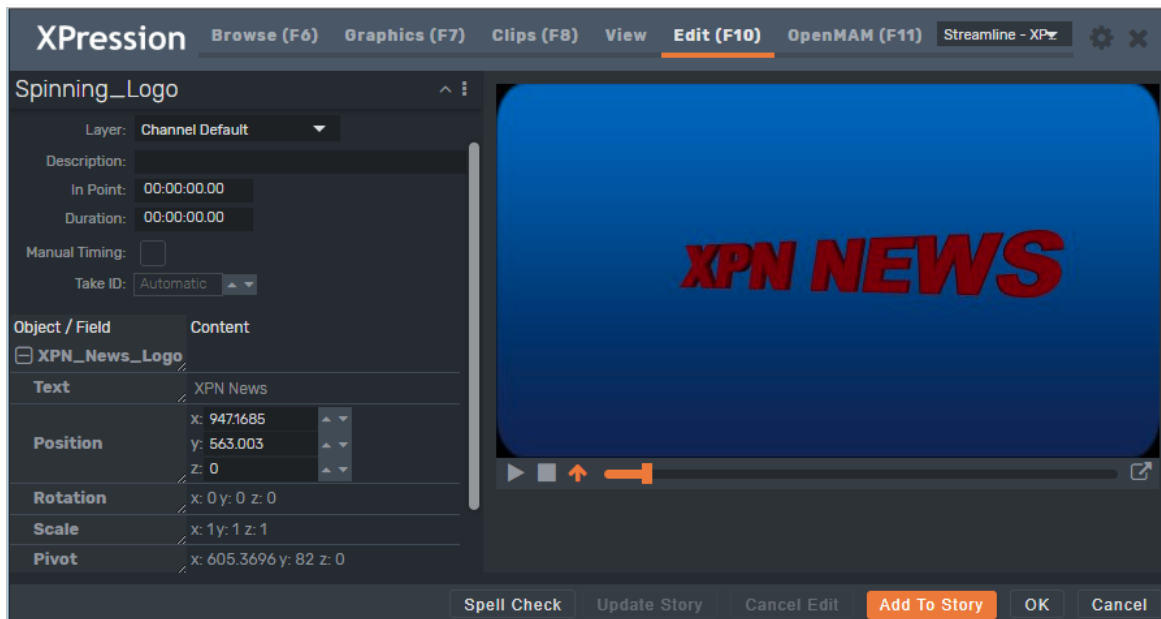 XPression Browse (F6) Graphics (F7) Clips (F8) View Edit (F10) OpenMAM (F11) Streamline - XP
Spinning_Logo
Layer: Channel Default
Description:
In Point: 00:00:00.00
Duration: 00:00:00.00
Manual Timing:
Take ID: Automatic
Object / Field Content
XPN_News_Logo
Text XPN News
Position
x: 947.1685
y: 563.003
z: 0
Rotation x: 0 y: 0 z: 0
Scale x: 1 y: 1 z: 1
Pivot x: 605.3696 y: 82 z: 0
XPN NEWS
Spell Check Update Story Cancel Edit Add To Story OK Cancel